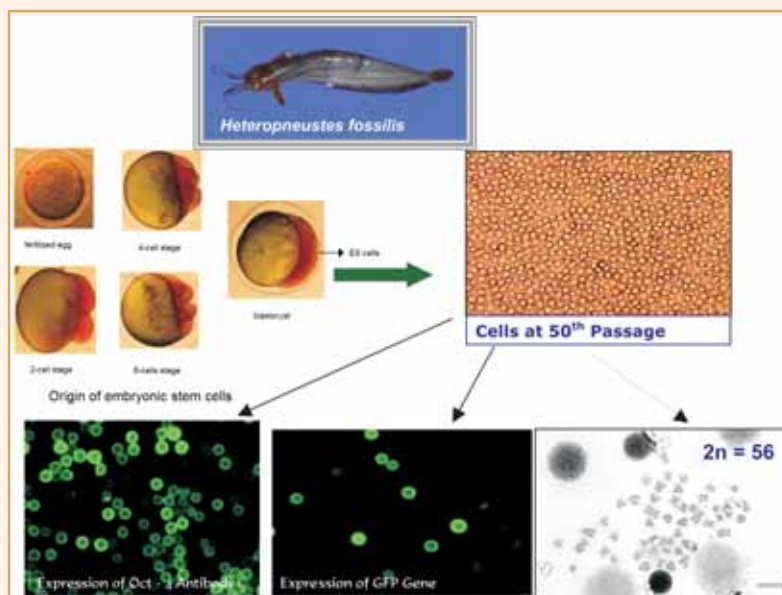 Heteropneustes fossilis
fertilized egg
4-cell stage
ES cells
blastocyst
2-cell stage
8-cells stage
Origin of embryonic stem cells
Cells at 50th Passage
Expression of Oct - 4 Antibody
Expression of GFP Gene
2n = 56